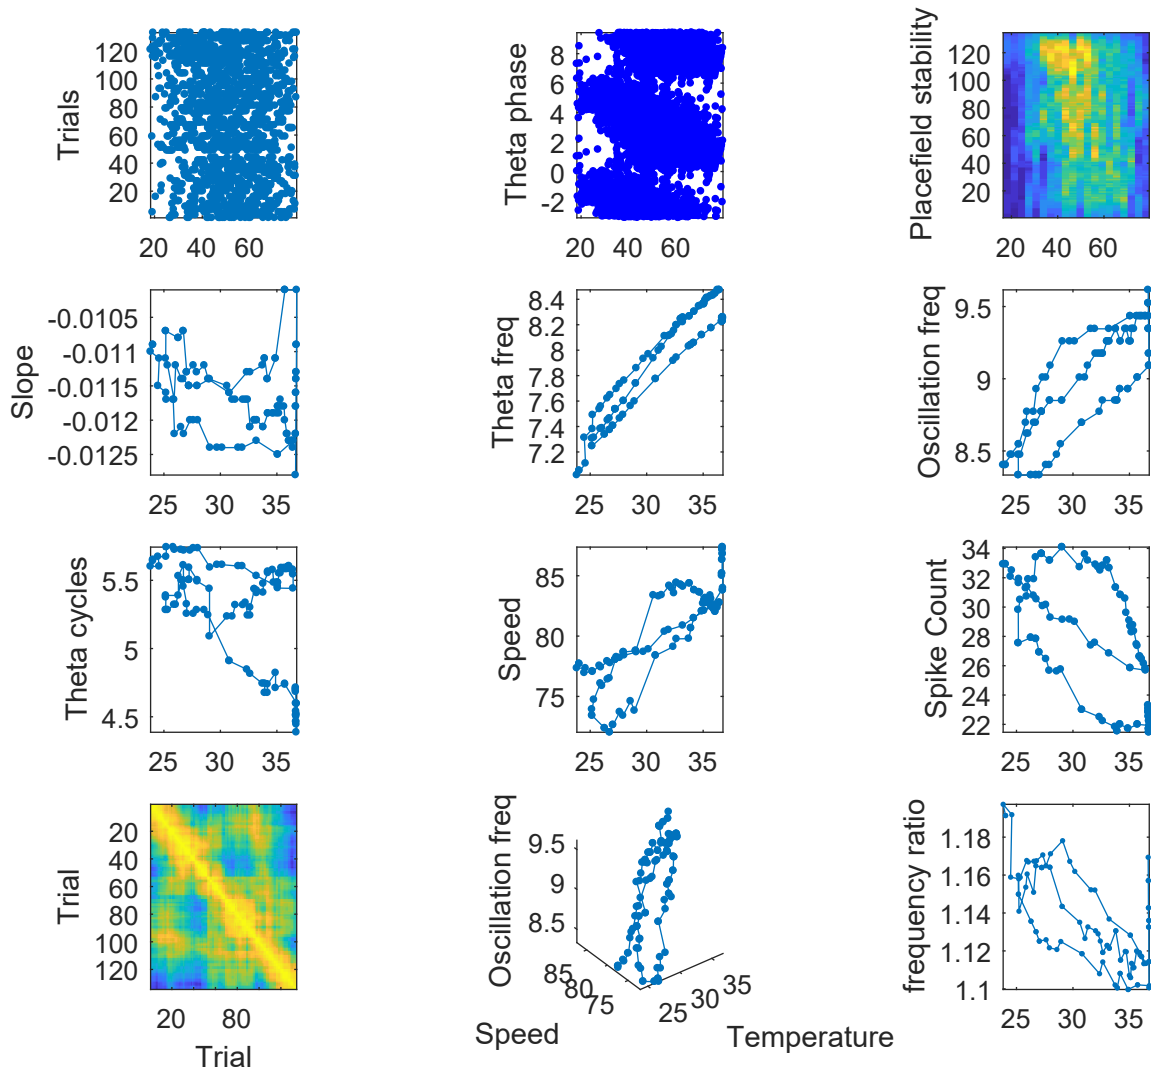 Trials
120
100
80
60
40
20
20 40 60
Theta phase
8
6
4
2
0
-2
20 40 60
Placefield stability
120
100
80
60
40
20
20 40 60
Slope
-0.0105
-0.011
-0.0115
-0.012
-0.0125
25 30 35
Theta freq
8.4
8.2
8
7.8
7.6
7.4
7.2
25 30 35
Oscillation freq
9.5
9
8.5
25 30 35
Theta cycles
5.5
5
4.5
25 30 35
Speed
85
80
75
25 30 35
Spike Count
34
32
30
28
26
24
22
25 30 35
Trial
20
40
60
80
100
120
20 80
Trial
Oscillation freq
9.5
9
8.5
85
80
75
25 30 35
Speed
Temperature
frequency ratio
1.18
1.16
1.14
1.12
1.1
25 30 35